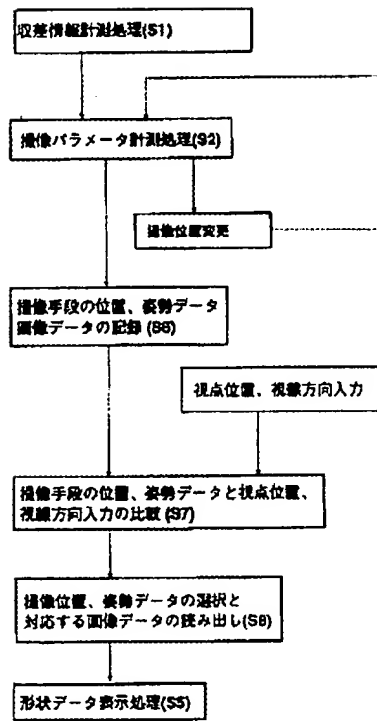 収差情報計測処理(S1)
撮像パラメータ計測処理(S2)
撮像位置変更
撮像手段の位置、姿勢データ
画像データの記録 (S6)
視点位置、視線方向入力
撮像手段の位置、姿勢データと視点位置、
視線方向入力の比較 (S7)
撮像位置、姿勢データの選択と
対応する画像データの読み出し(S8)
形状データ表示処理(S5)